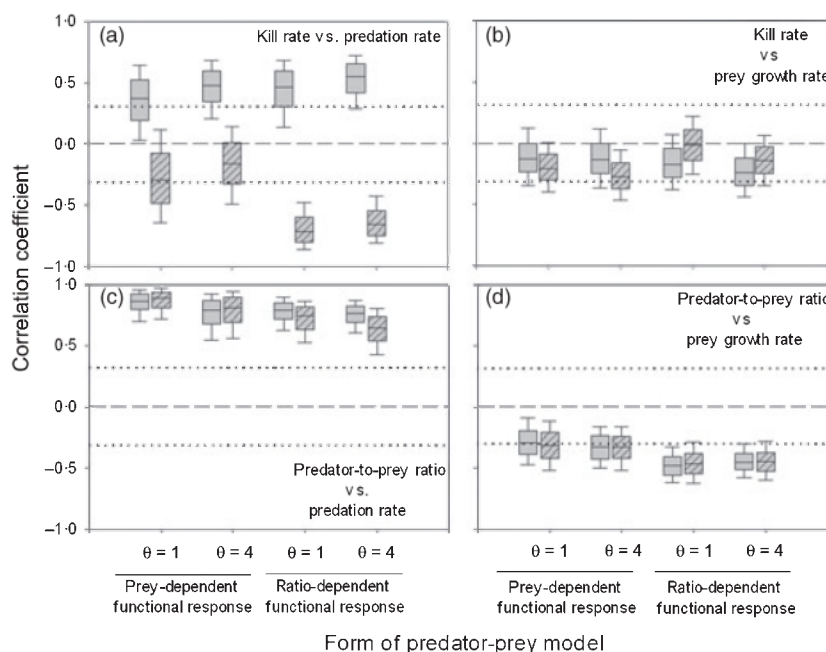 (a)
Kill rate vs. predation rate
(b)
Kill rate
vs
prey growth rate
1·0
0·5
0·0
–0·5
–1·0
Correlation coefficient
(c)
Predator-to-prey ratio
vs.
predation rate
(d)
Predator-to-prey ratio
vs
prey growth rate
1·0
0·5
0·0
–0·5
–1·0
θ = 1
θ = 4
θ = 1
θ = 4
θ = 1
θ = 4
θ = 1
θ = 4
Prey-dependent
functional response
Ratio-dependent
functional response
Prey-dependent
functional response
Ratio-dependent
functional response
Form of predator-prey model